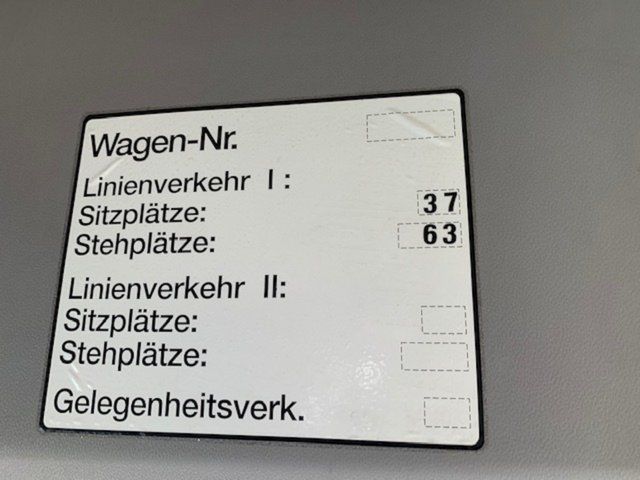 Wagen-Nr.
Linienverkehr I :
Sitzplätze: 37
Stehplätze: 63
Linienverkehr II:
Sitzplätze:
Stehplätze:
Gelegenheitsverk.